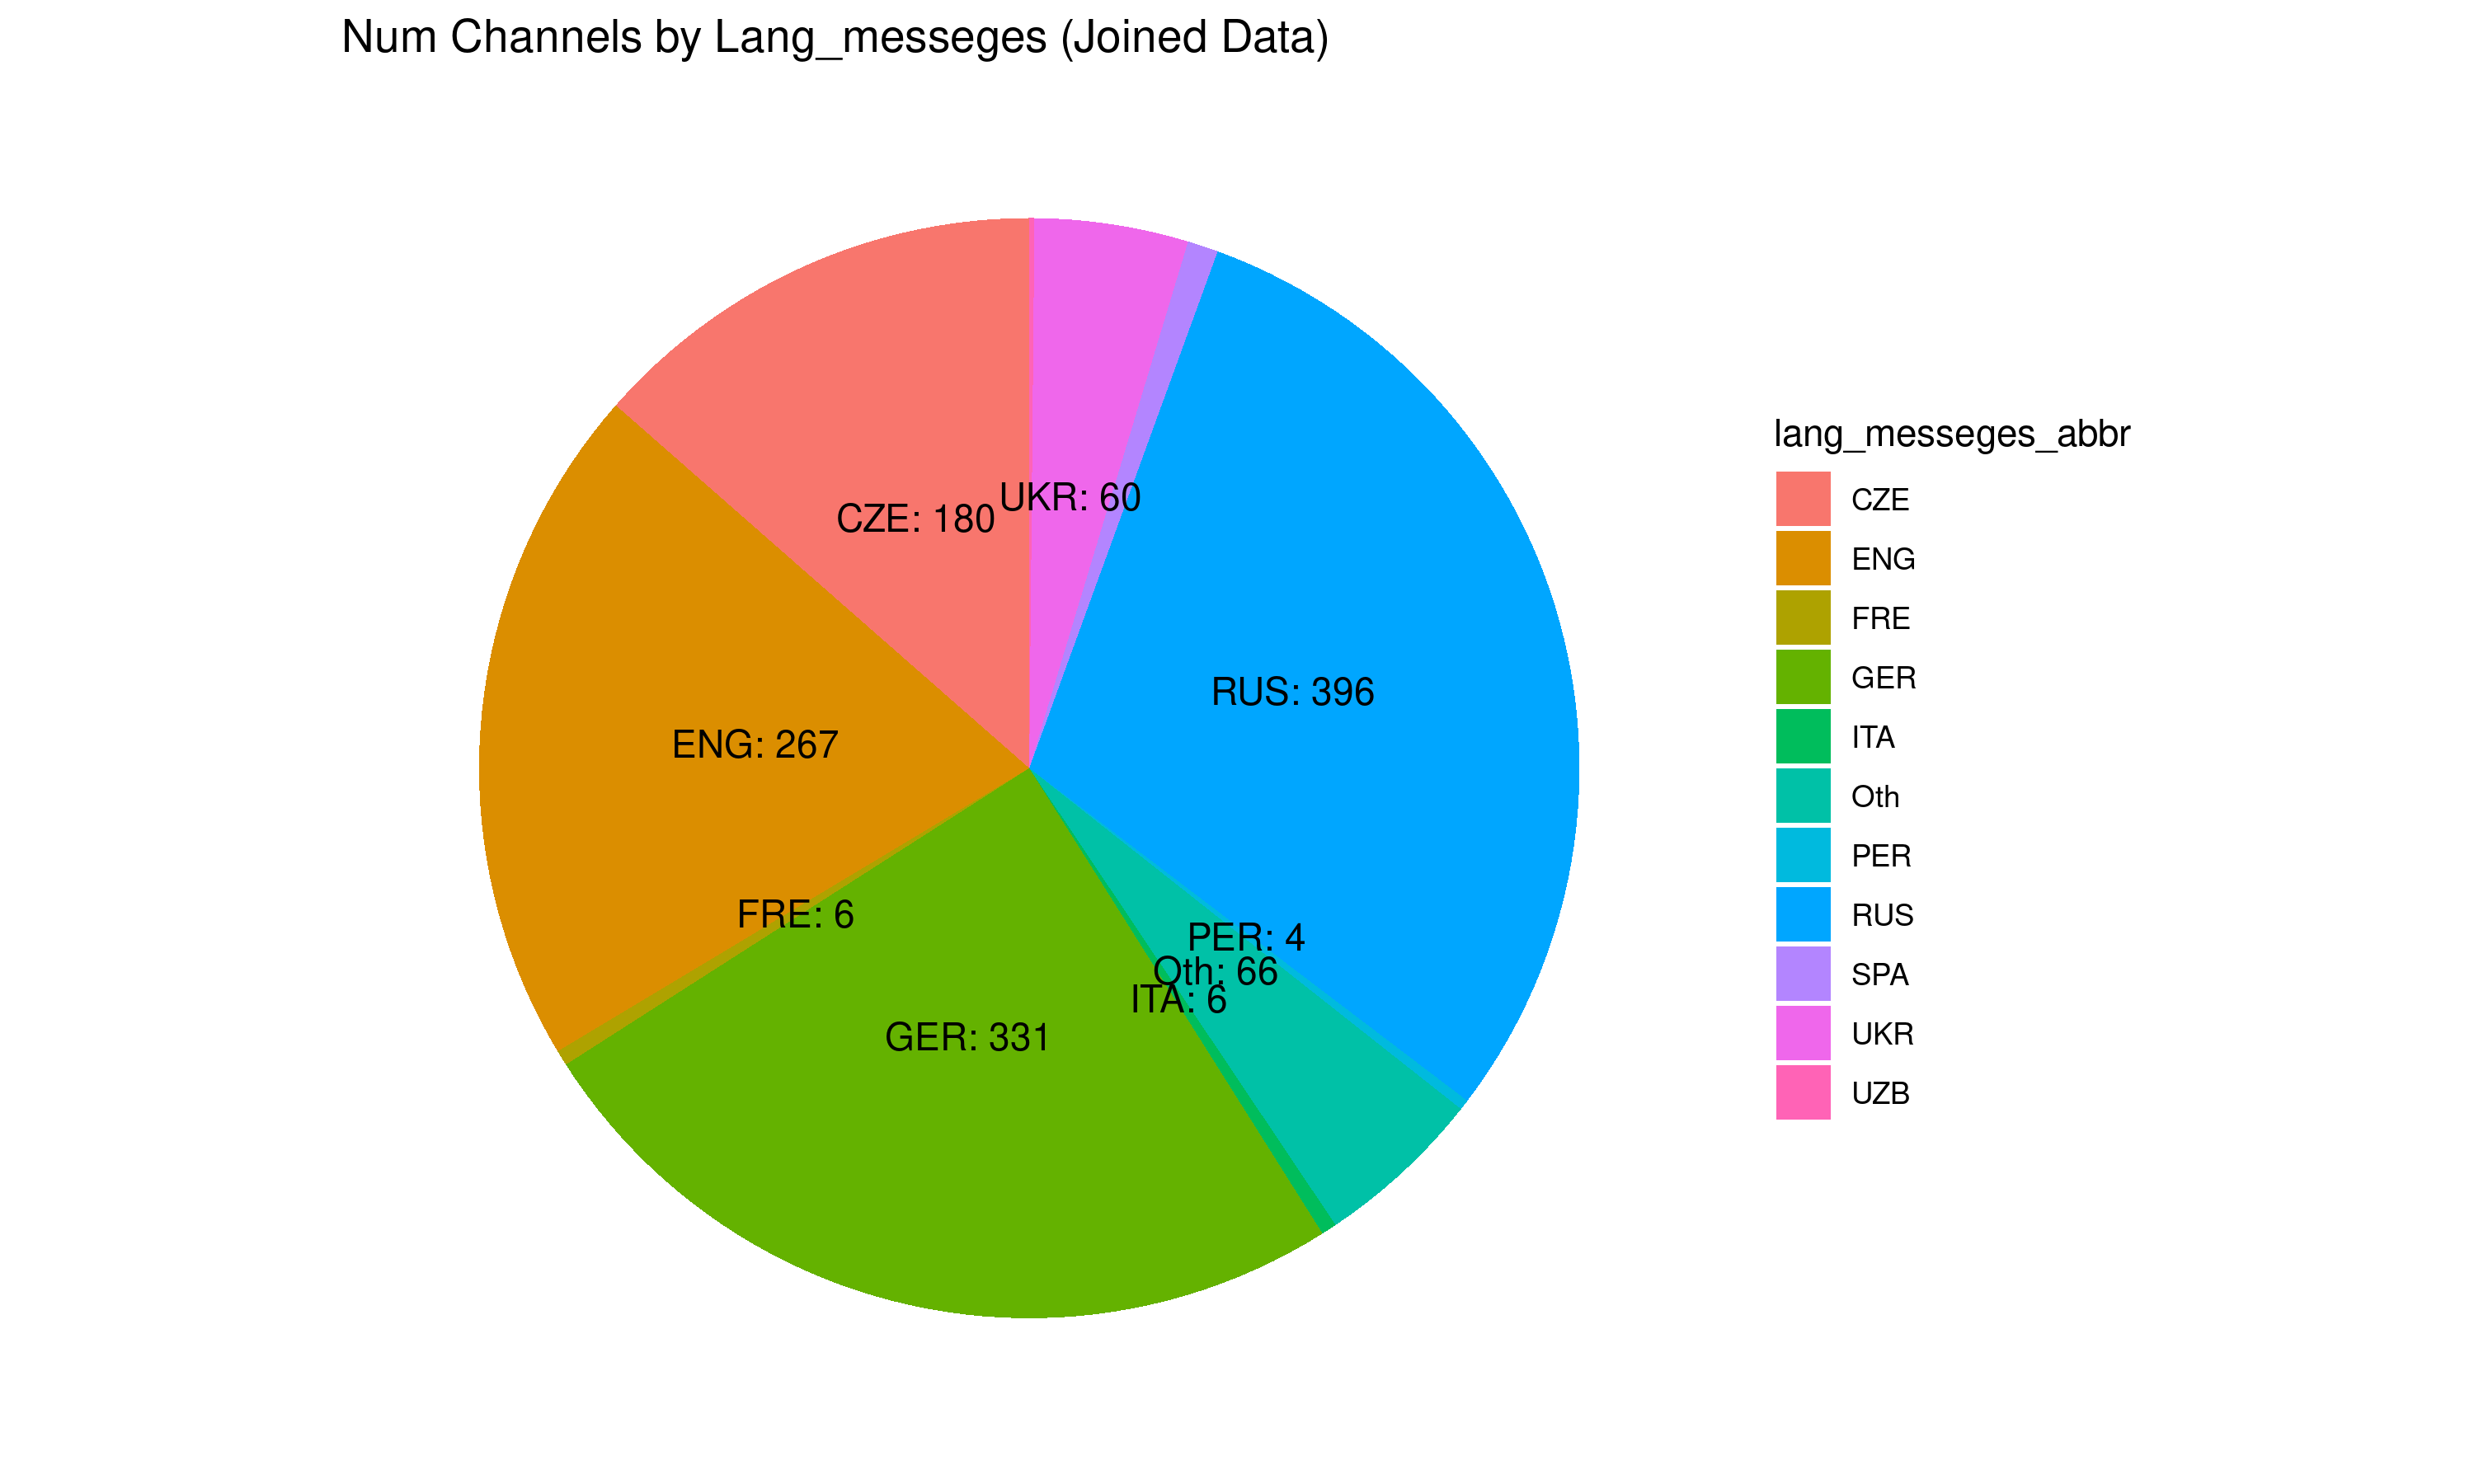 Num Channels by Lang_messeges (Joined Data)
UKR: 60
CZE: 180
RUS: 396
ENG: 267
FRE: 6
PER: 4
Oth: 66
ITA: 6
GER: 331
lang_messeges_abbr
CZE
ENG
FRE
GER
ITA
Oth
PER
RUS
SPA
UKR
UZB